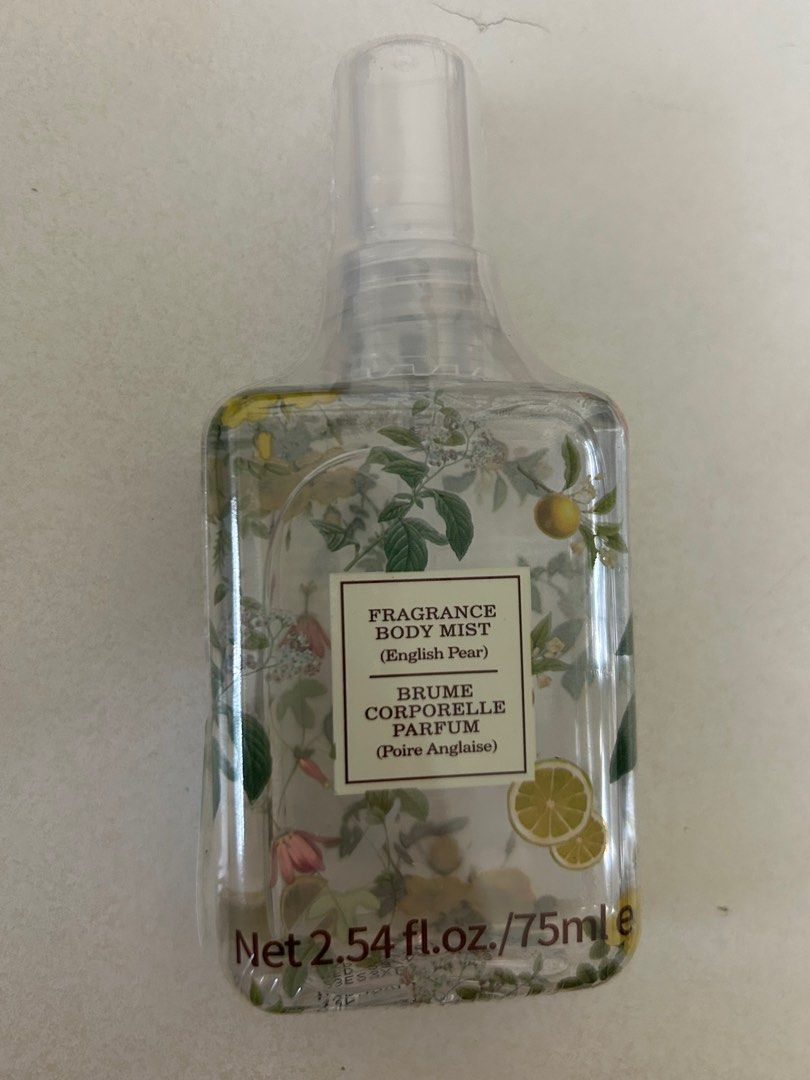 FRAGRANCE
BODY MIST
(English Pear)
BRUME
CORPORELLE
PARFUM
(Poire Anglaise)
Net 2.54 fl.oz./75ml e